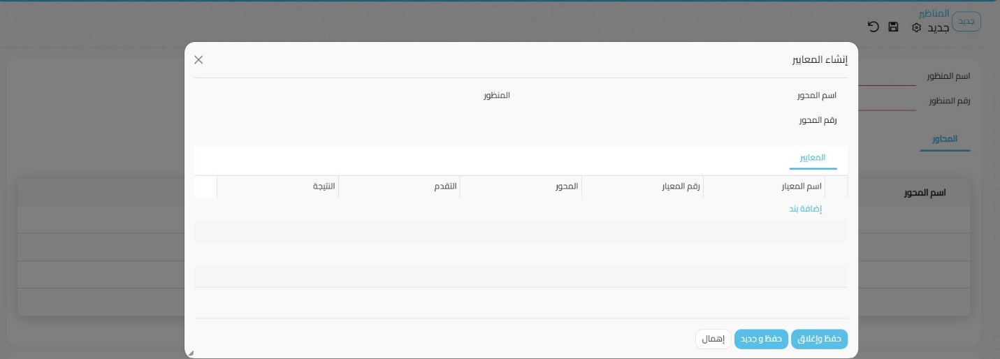 المناظير
جديد
جديد
اسم المنظور
رقم المنظور
المحاور
اسم المحور
إنشاء المعايير
اسم المحور
المنظور
رقم المحور
المعايير
اسم المعيار رقم المعيار المحور التقدم النتيجة
إضافة بند
حفظ وإغلاق حفظ و جديد إهمال